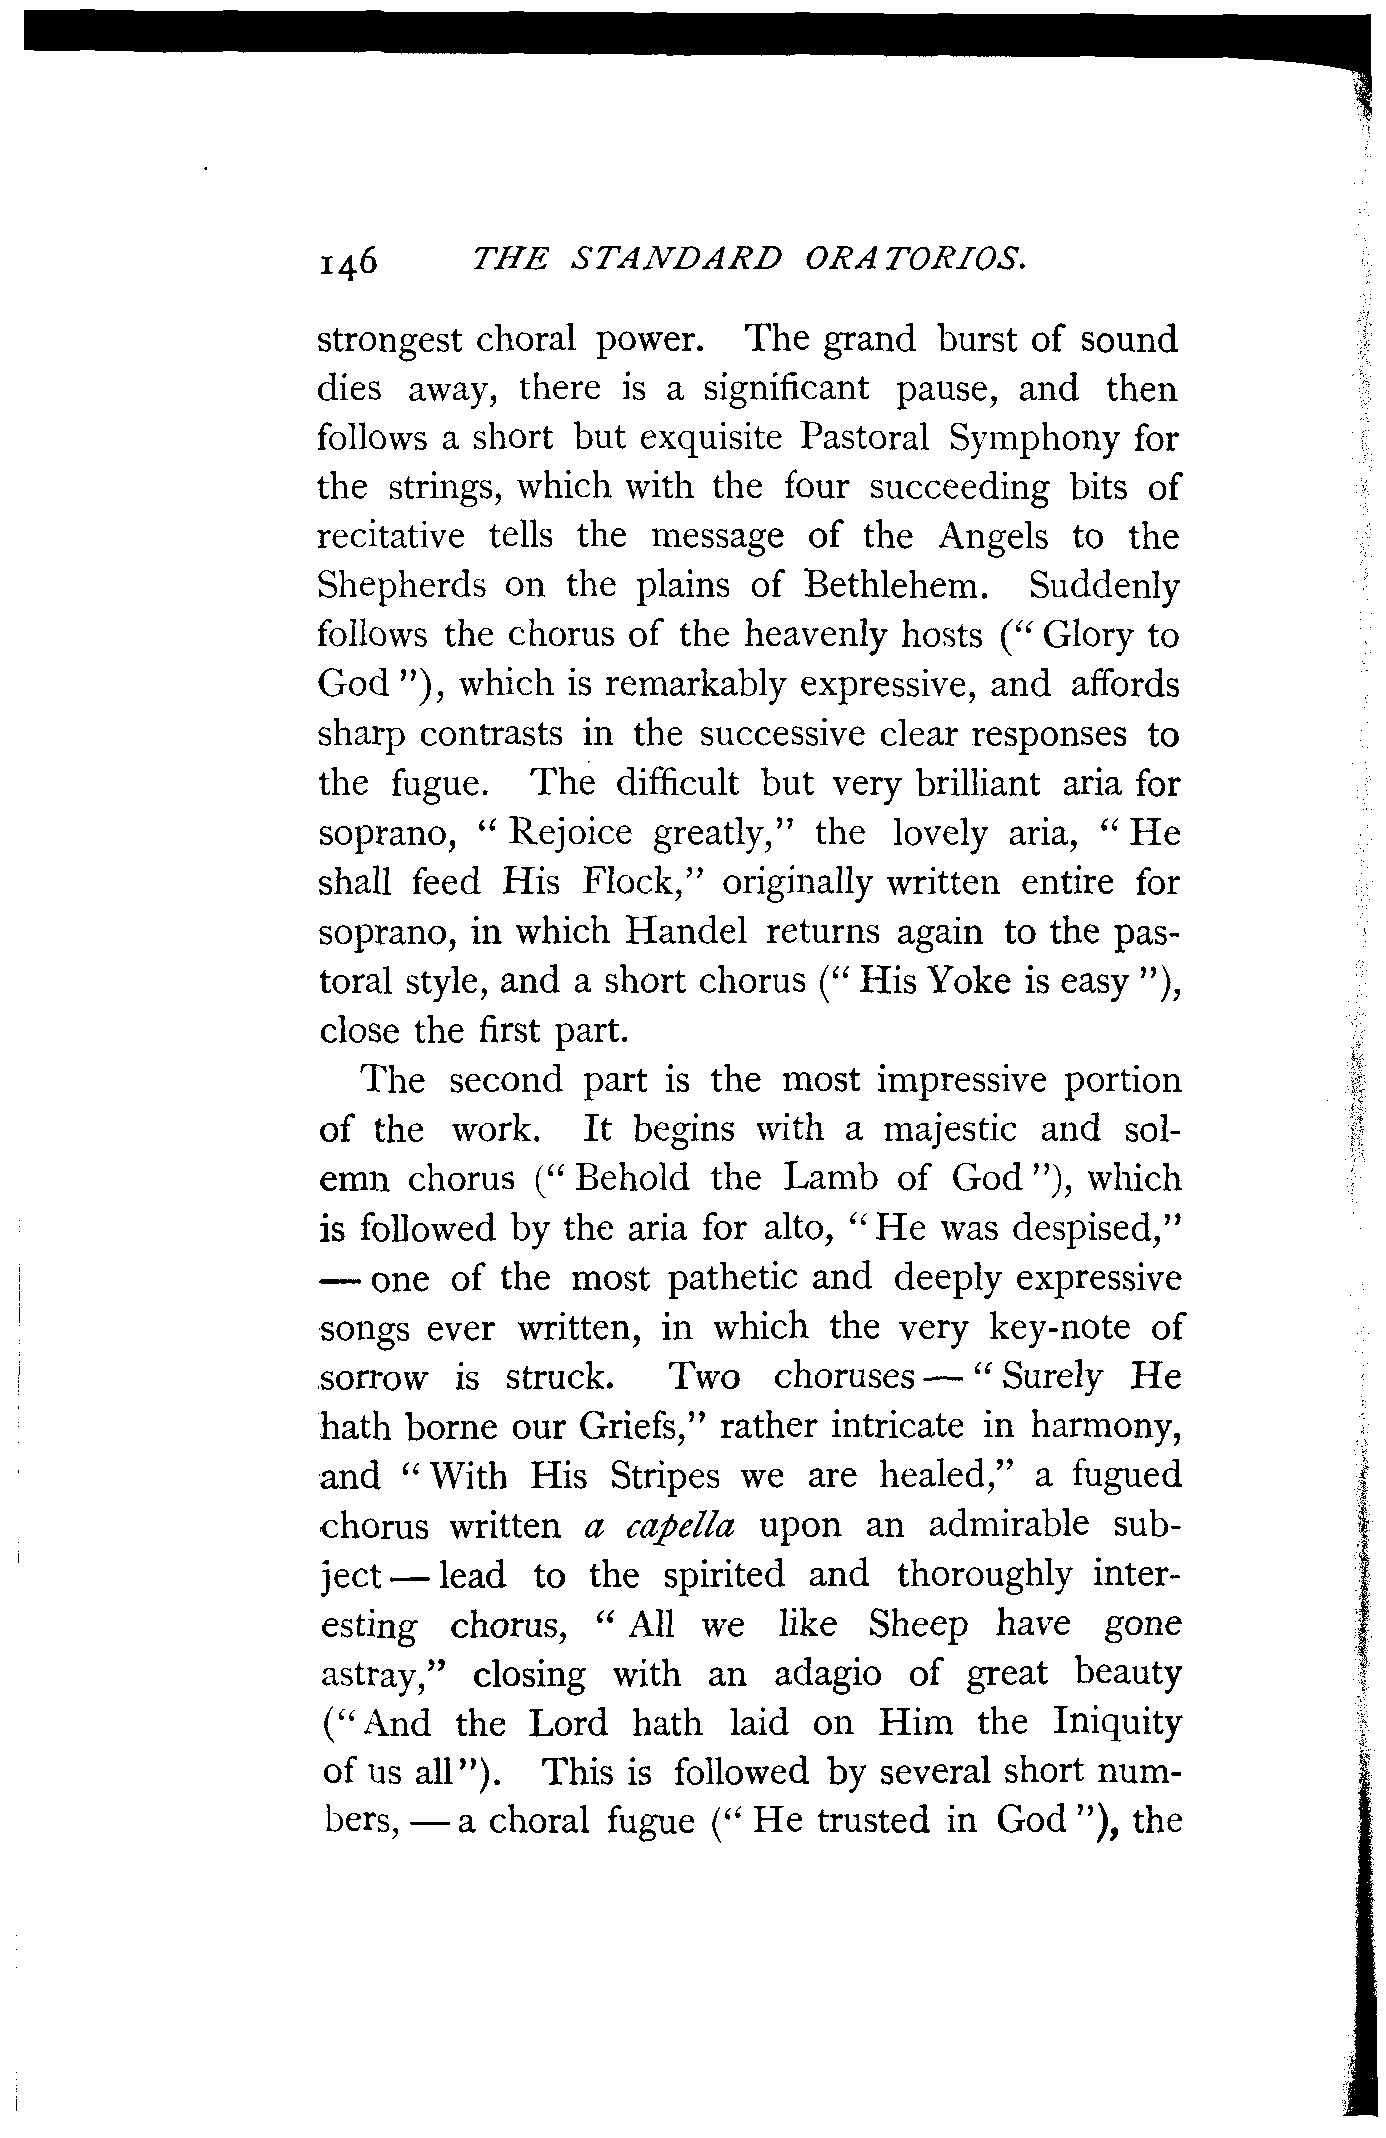 146 THE STANDARD ORATORIOS.
strongest choral power. The grand burst of sound
dies away, there is a significant pause, and then
follows a short but exquisite Pastoral Symphony for
the strings, which with the four succeeding bits of
recitative tells the message of the Angels to the
Shepherds on the plains of Bethlehem. Suddenly
follows the chorus of the heavenly hosts (“ Glory to
God ”), which is remarkably expressive, and affords
sharp contrasts in the successive clear responses to
the fugue. The difficult but very brilliant aria for
soprano, “ Rejoice greatly,” the lovely aria, “ He
shall feed His Flock,” originally written entire for
soprano, in which Handel returns again to the pas-
toral style, and a short chorus (“ His Yoke is easy ”),
close the first part.
The second part is the most impressive portion
of the work. It begins with a majestic and sol-
emn chorus (“ Behold the Lamb of God ”), which
is followed by the aria for alto, “ He was despised,”
— one of the most pathetic and deeply expressive
songs ever written, in which the very key-note of
sorrow is struck. Two choruses — “ Surely He
hath borne our Griefs,” rather intricate in harmony,
and “ With His Stripes we are healed,” a fugued
chorus written a capella upon an admirable sub-
ject — lead to the spirited and thoroughly inter-
esting chorus, “ All we like Sheep have gone
astray,” closing with an adagio of great beauty
(“ And the Lord hath laid on Him the Iniquity
of us all”). This is followed by several short num-
bers, — a choral fugue (“ He trusted in God ”), the